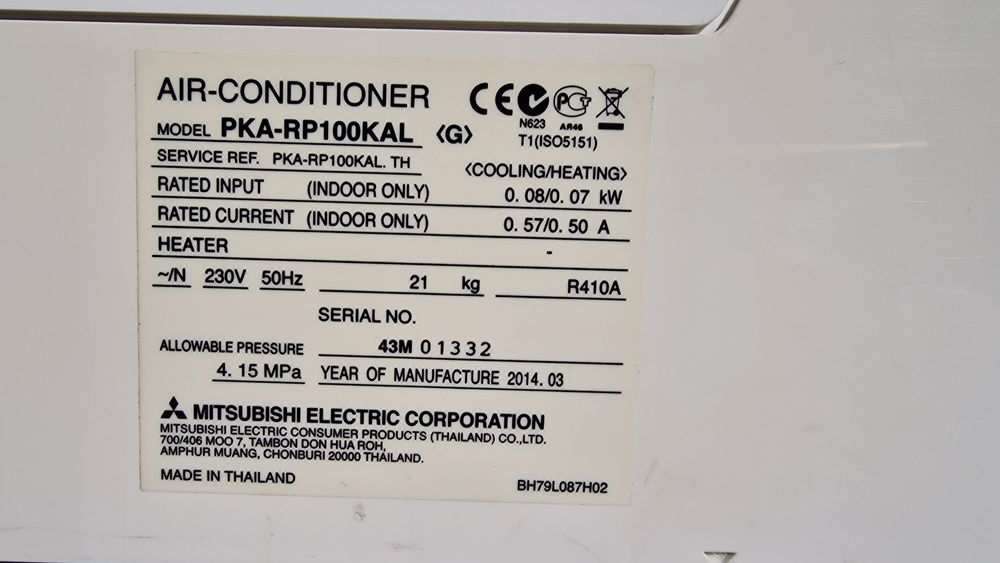 AIR-CONDITIONER
MODEL PKA-RP100KAL 〈G〉
N623 АЯ46
T1(ISO5151)
SERVICE REF. PKA-RP100KAL. TH
〈COOLING/HEATING〉
RATED INPUT (INDOOR ONLY) 0. 08/0. 07 kW
RATED CURRENT (INDOOR ONLY) 0. 57/0. 50 A
HEATER -
~/N 230V 50Hz 21 kg R410A
SERIAL NO.
43M 01332
ALLOWABLE PRESSURE
4. 15 MPa YEAR OF MANUFACTURE 2014. 03
MITSUBISHI ELECTRIC CORPORATION
MITSUBISHI ELECTRIC CONSUMER PRODUCTS (THAILAND) CO.,LTD.
700/406 MOO 7, TAMBON DON HUA ROH,
AMPHUR MUANG, CHONBURI 20000 THAILAND.
MADE IN THAILAND BH79L087H02